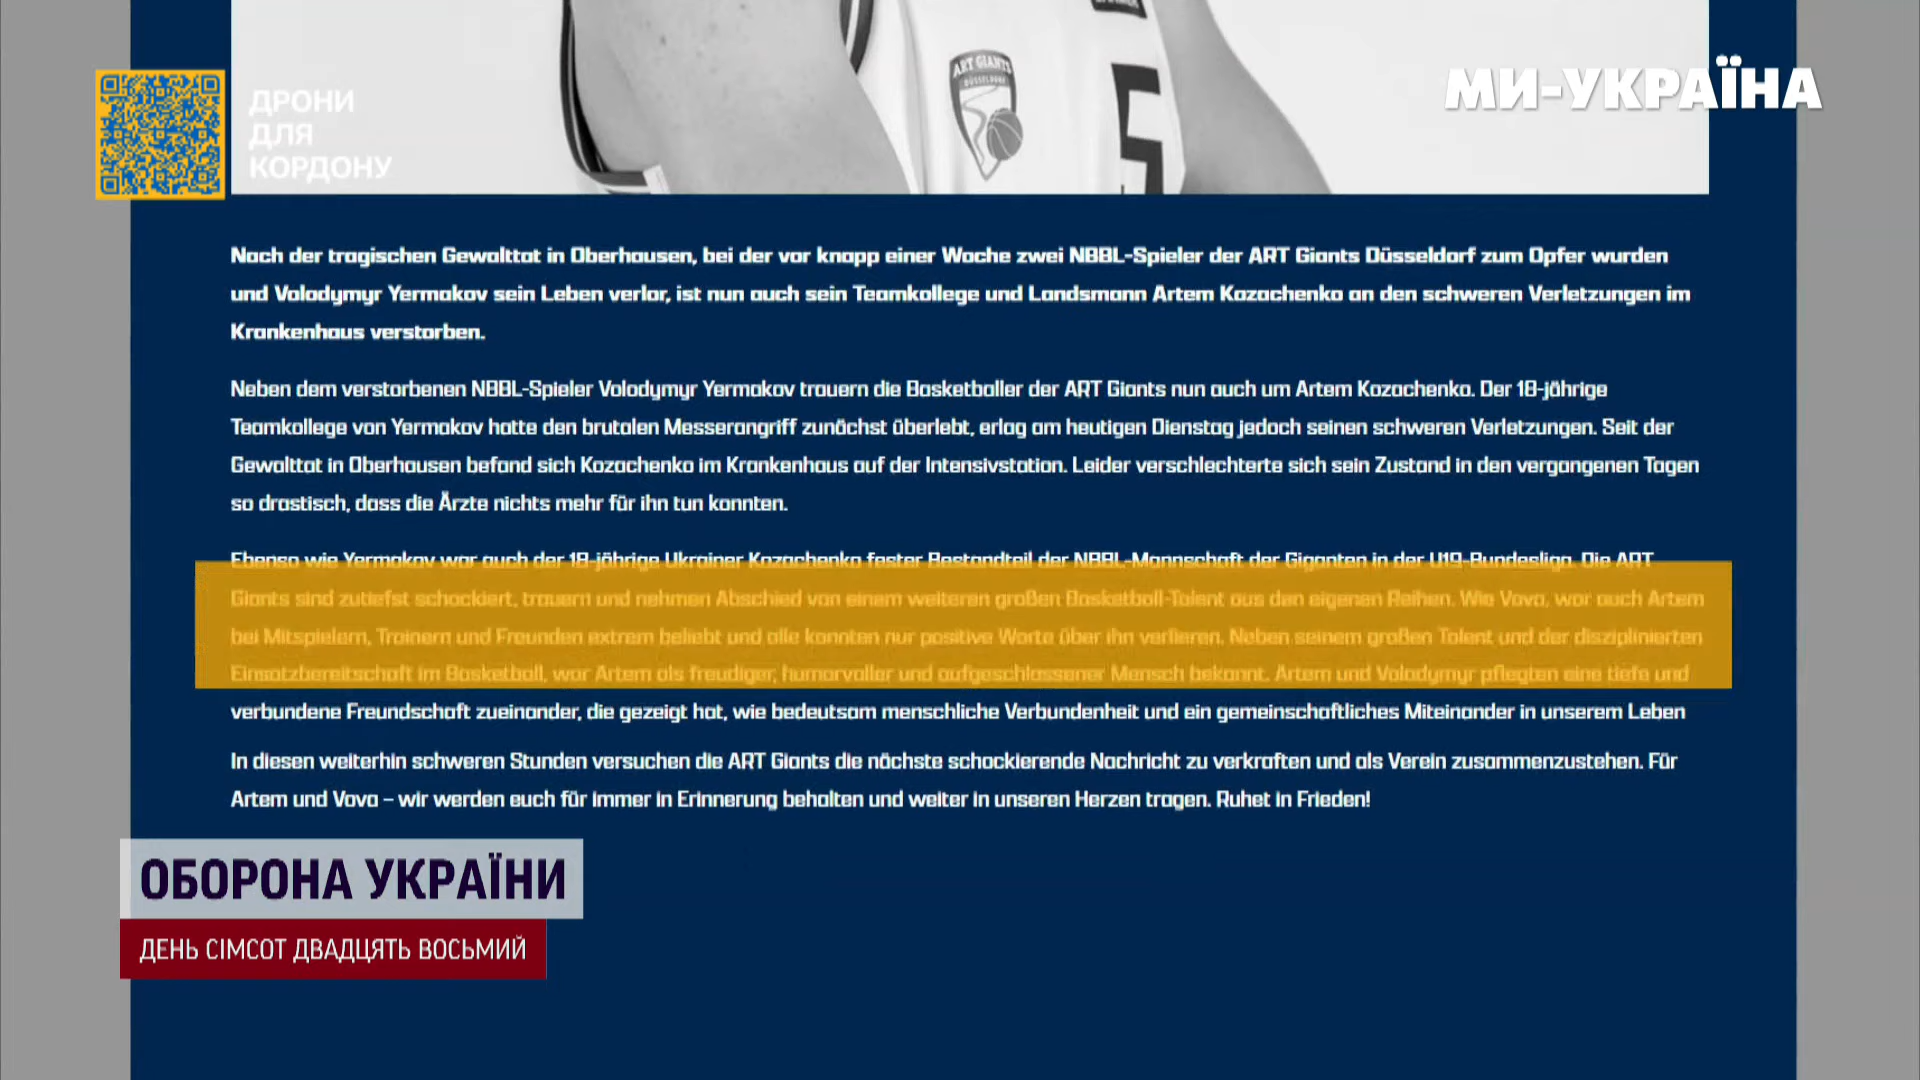 ART GIANTS
DÜSSELDORF
5
МИ-УКРАЇНА
ДРОНИ
ДЛЯ
КОРДОНУ
Nach der tragischen Gewalttat in Oberhausen, bei der vor knapp einer Woche zwei NBBL-Spieler der ART Giants Düsseldorf zum Opfer wurden
und Volodymyr Yermakov sein Leben verlor, ist nun auch sein Teamkollege und Landsmann Artem Kozachenko an den schweren Verletzungen im
Krankenhaus verstorben.
Neben dem verstorbenen NBBL-Spieler Volodymyr Yermakov trauern die Basketballer der ART Giants nun auch um Artem Kozachenko. Der 18-jährige
Teamkollege von Yermakov hatte den brutalen Messerangriff zunächst überlebt, erlag am heutigen Dienstag jedoch seinen schweren Verletzungen. Seit der
Gewalttat in Oberhausen befand sich Kozachenko im Krankenhaus auf der Intensivstation. Leider verschlechterte sich sein Zustand in den vergangenen Tagen
so drastisch, dass die Ärzte nichts mehr für ihn tun konnten.
Ebenso wie Yermakov war auch der 18-jährige Ukrainer Kozachenko fester Bestandteil der NBBL-Mannschaft der Giganten in der U19-Bundesliga. Die ART
Giants sind zutiefst schockiert, trauern und nehmen Abschied von einem weiteren großen Basketball-Talent aus den eigenen Reihen. Wie Vova, war auch Artem
bei Mitspielern, Trainern und Freunden extrem beliebt und alle konnten nur positive Worte über ihn verlieren. Neben seinem großen Talent und der disziplinierten
Einsatzbereitschaft im Basketball, war Artem als freudiger, humorvoller und aufgeschlossener Mensch bekannt. Artem und Volodymyr pflegten eine tiefe und
verbundene Freundschaft zueinander, die gezeigt hat, wie bedeutsam menschliche Verbundenheit und ein gemeinschaftliches Miteinander in unserem Leben
In diesen weiterhin schweren Stunden versuchen die ART Giants die nächste schockierende Nachricht zu verkraften und als Verein zusammenzustehen. Für
Artem und Vova – wir werden euch für immer in Erinnerung behalten und weiter in unseren Herzen tragen. Ruhet in Frieden!
ОБОРОНА УКРАЇНИ
ДЕНЬ СІМСОТ ДВАДЦЯТЬ ВОСЬМИЙ